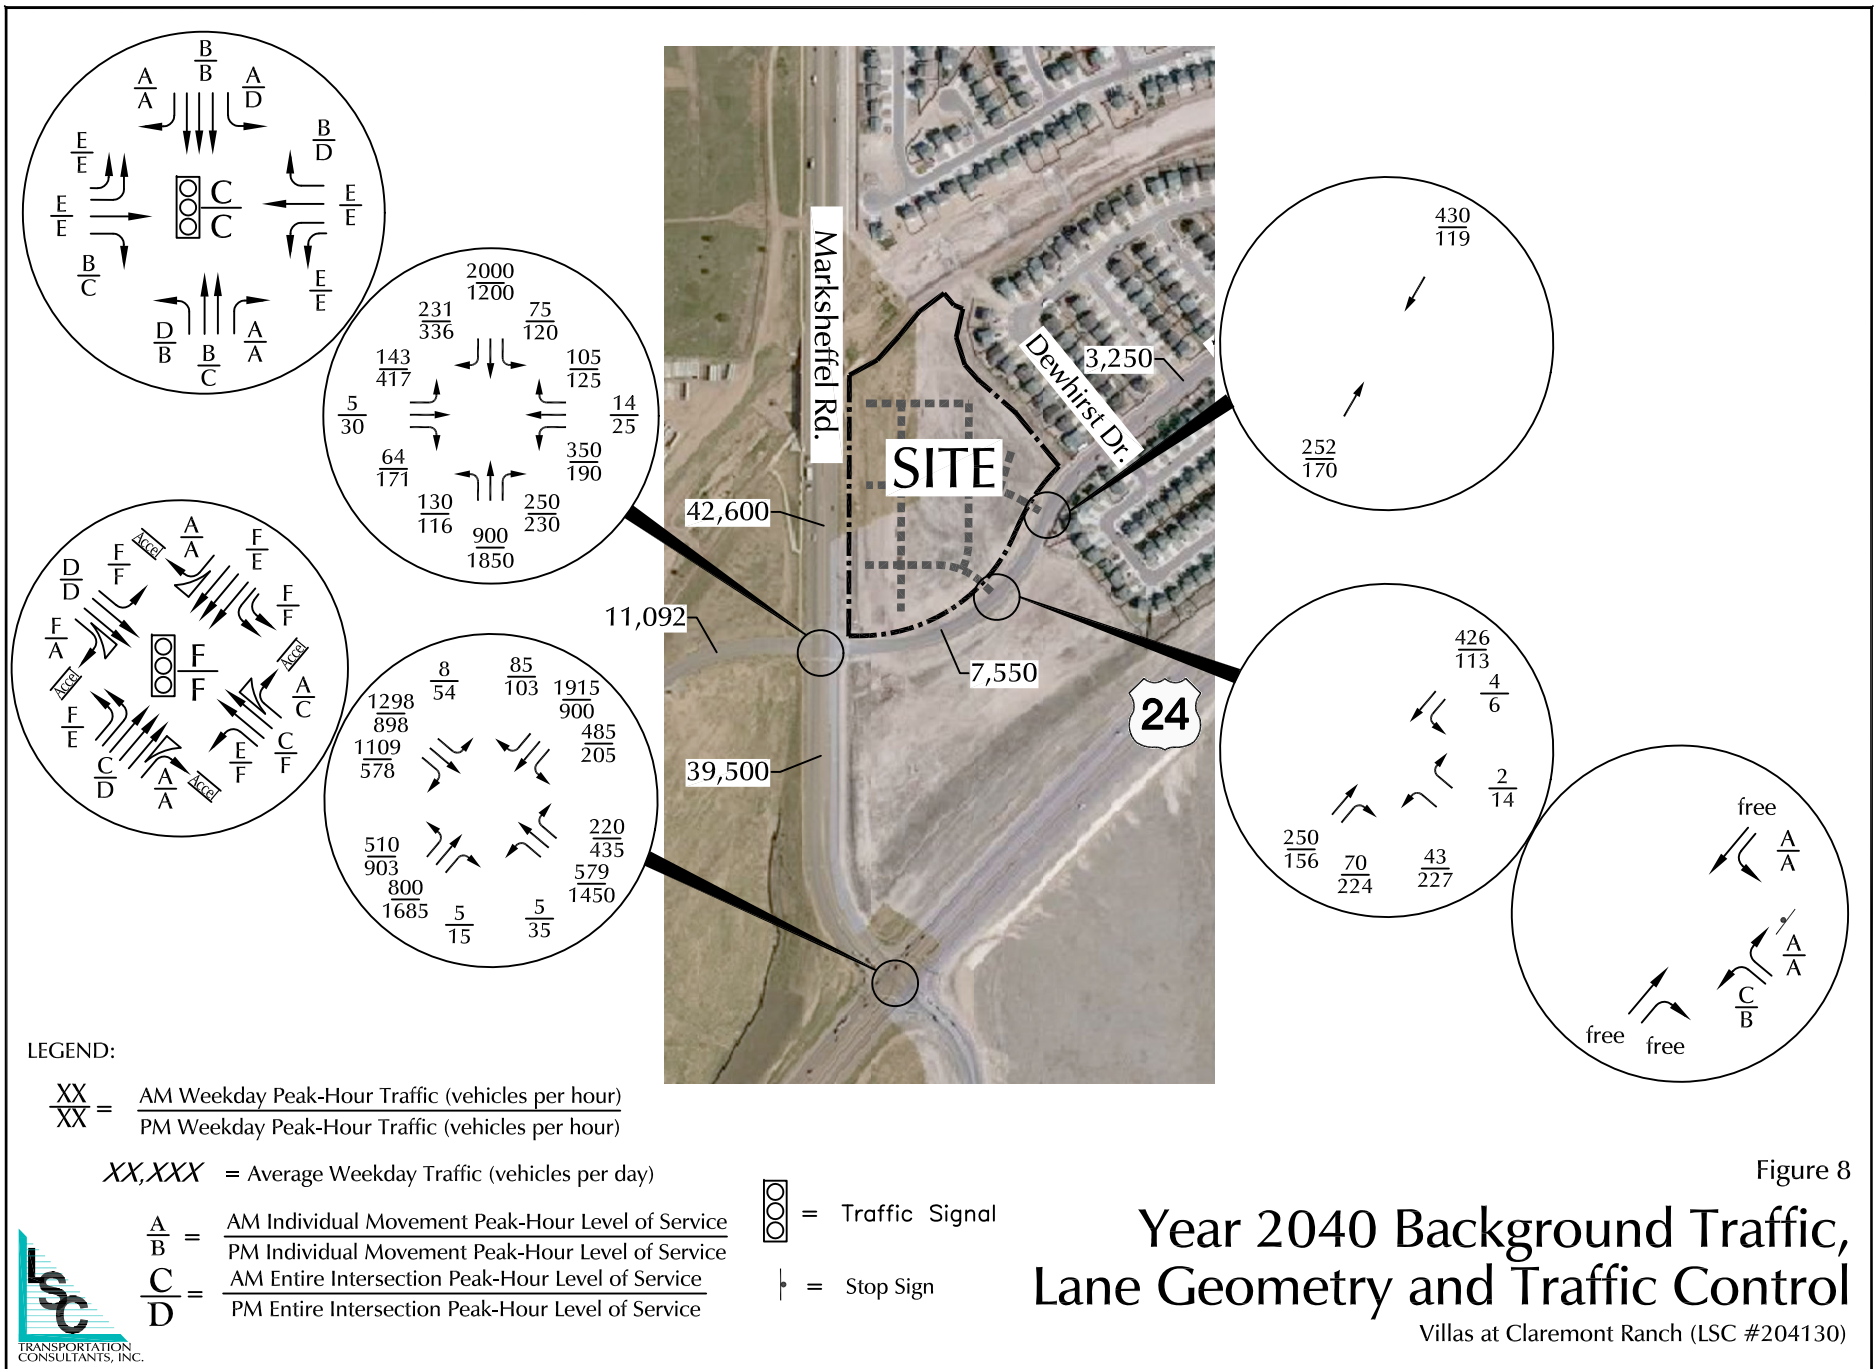 B
B
A
A
A
D
E
E
B
D
E
E
C
C
E
E
B
C
E
E
D
B
B
C
A
A
2000
1200
231
336
75
120
143
417
105
125
5
30
14
25
64
171
350
190
130
116
250
230
900
1850
Accel
A
A
F
E
D
D
F
F
F
F
F
A
F
F
Accel
Accel
A
C
F
E
E
F
C
F
C
D
A
A
Accel
8
54
85
103
1298
898
1915
900
1109
578
485
205
510
903
220
435
800
1685
579
1450
5
15
5
35
Marksheffel Rd.
Dewhirst Dr.
3,250
SITE
42,600
11,092
7,550
24
39,500
430
119
252
170
426
113
4
6
2
14
250
156
70
224
43
227
free
A
A
A
A
C
B
free
free
LEGEND:
XX
XX
=
AM Weekday Peak-Hour Traffic (vehicles per hour)
PM Weekday Peak-Hour Traffic (vehicles per hour)
XX,XXX = Average Weekday Traffic (vehicles per day)
A
B
=
AM Individual Movement Peak-Hour Level of Service
PM Individual Movement Peak-Hour Level of Service
C
D
=
AM Entire Intersection Peak-Hour Level of Service
PM Entire Intersection Peak-Hour Level of Service
= Traffic Signal
= Stop Sign
LSC
TRANSPORTATION
CONSULTANTS, INC.
Figure 8
Year 2040 Background Traffic,
Lane Geometry and Traffic Control
Villas at Claremont Ranch (LSC #204130)